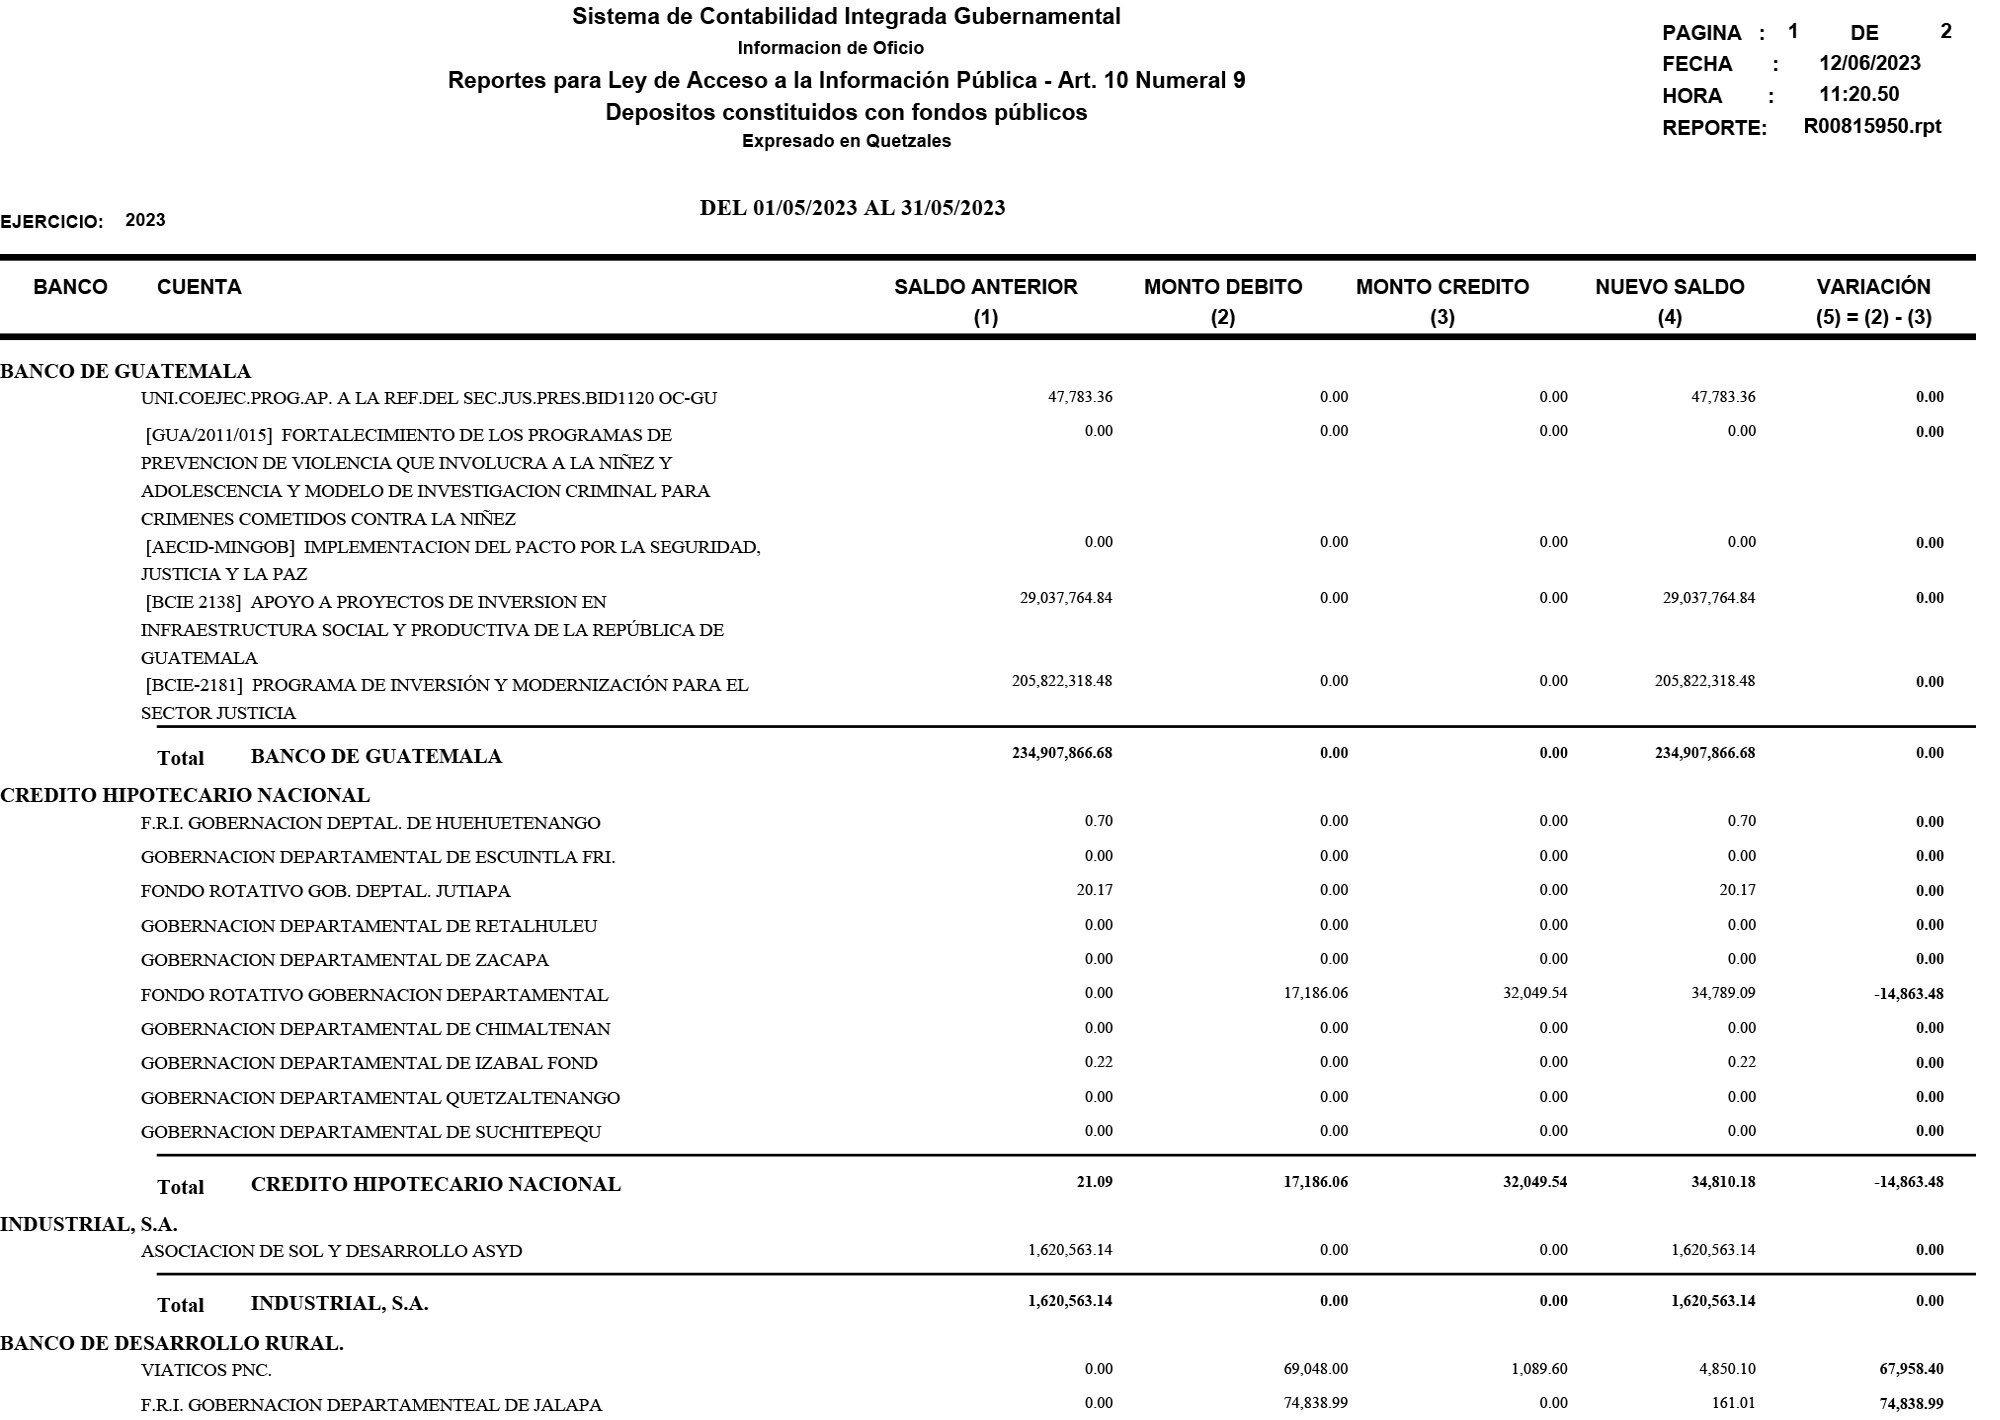 Sistema de Contabilidad Integrada Gubernamental
Informacion de Oficio
Reportes para Ley de Acceso a la Información Pública - Art. 10 Numeral 9
Depositos constituidos con fondos públicos
Expresado en Quetzales
PAGINA : 1 DE 2
FECHA : 12/06/2023
HORA : 11:20.50
REPORTE: R00815950.rpt
DEL 01/05/2023 AL 31/05/2023
EJERCICIO: 2023
BANCO CUENTA SALDO ANTERIOR MONTO DEBITO MONTO CREDITO NUEVO SALDO VARIACIÓN
(1) (2) (3) (4) (5) = (2) - (3)
BANCO DE GUATEMALA
UNI.COEJEC.PROG.AP. A LA REF.DEL SEC.JUS.PRES.BID1120 OC-GU 47,783.36 0.00 0.00 47,783.36 0.00
[GUA/2011/015] FORTALECIMIENTO DE LOS PROGRAMAS DE 0.00 0.00 0.00 0.00 0.00
PREVENCION DE VIOLENCIA QUE INVOLUCRA A LA NIÑEZ Y
ADOLESCENCIA Y MODELO DE INVESTIGACION CRIMINAL PARA
CRIMENES COMETIDOS CONTRA LA NIÑEZ
[AECID-MINGOB] IMPLEMENTACION DEL PACTO POR LA SEGURIDAD, 0.00 0.00 0.00 0.00 0.00
JUSTICIA Y LA PAZ
[BCIE 2138] APOYO A PROYECTOS DE INVERSION EN 29,037,764.84 0.00 0.00 29,037,764.84 0.00
INFRAESTRUCTURA SOCIAL Y PRODUCTIVA DE LA REPÚBLICA DE
GUATEMALA
[BCIE-2181] PROGRAMA DE INVERSIÓN Y MODERNIZACIÓN PARA EL 205,822,318.48 0.00 0.00 205,822,318.48 0.00
SECTOR JUSTICIA
Total BANCO DE GUATEMALA 234,907,866.68 0.00 0.00 234,907,866.68 0.00
CREDITO HIPOTECARIO NACIONAL
F.R.I. GOBERNACION DEPTAL. DE HUEHUETENANGO 0.70 0.00 0.00 0.70 0.00
GOBERNACION DEPARTAMENTAL DE ESCUINTLA FRI. 0.00 0.00 0.00 0.00 0.00
FONDO ROTATIVO GOB. DEPTAL. JUTIAPA 20.17 0.00 0.00 20.17 0.00
GOBERNACION DEPARTAMENTAL DE RETALHULEU 0.00 0.00 0.00 0.00 0.00
GOBERNACION DEPARTAMENTAL DE ZACAPA 0.00 0.00 0.00 0.00 0.00
FONDO ROTATIVO GOBERNACION DEPARTAMENTAL 0.00 17,186.06 32,049.54 34,789.09 -14,863.48
GOBERNACION DEPARTAMENTAL DE CHIMALTENAN 0.00 0.00 0.00 0.00 0.00
GOBERNACION DEPARTAMENTAL DE IZABAL FOND 0.22 0.00 0.00 0.22 0.00
GOBERNACION DEPARTAMENTAL QUETZALTENANGO 0.00 0.00 0.00 0.00 0.00
GOBERNACION DEPARTAMENTAL DE SUCHITEPEQU 0.00 0.00 0.00 0.00 0.00
Total CREDITO HIPOTECARIO NACIONAL 21.09 17,186.06 32,049.54 34,810.18 -14,863.48
INDUSTRIAL, S.A.
ASOCIACION DE SOL Y DESARROLLO ASYD 1,620,563.14 0.00 0.00 1,620,563.14 0.00
Total INDUSTRIAL, S.A. 1,620,563.14 0.00 0.00 1,620,563.14 0.00
BANCO DE DESARROLLO RURAL.
VIATICOS PNC. 0.00 69,048.00 1,089.60 4,850.10 67,958.40
F.R.I. GOBERNACION DEPARTAMENTEAL DE JALAPA 0.00 74,838.99 0.00 161.01 74,838.99